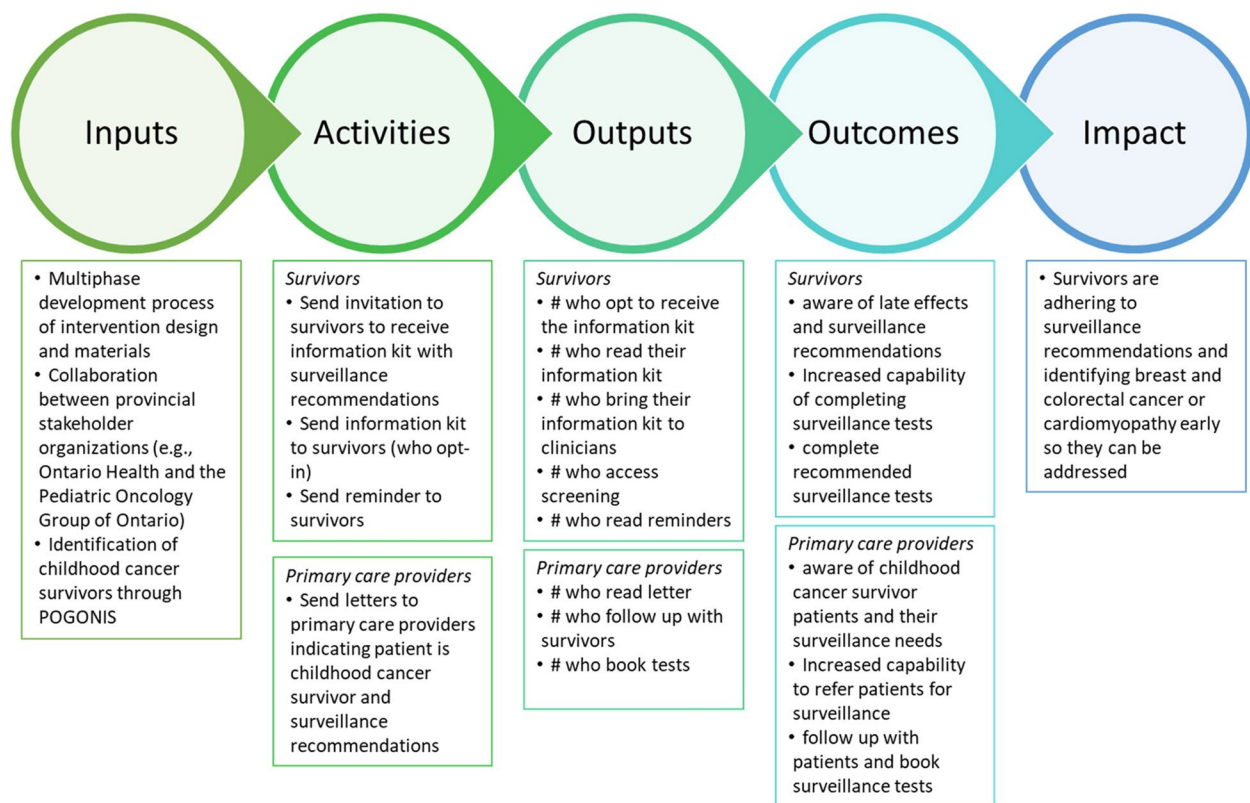 Inputs
Activities
Outputs
Outcomes
Impact
• Multiphase
development process
of intervention design
and materials
• Collaboration
between provincial
stakeholder
organizations (e.g.,
Ontario Health and the
Pediatric Oncology
Group of Ontario)
• Identification of
childhood cancer
survivors through
POGONIS
Survivors
• Send invitation to
survivors to receive
information kit with
surveillance
recommendations
• Send information kit
to survivors (who opt-
in)
• Send reminder to
survivors
Primary care providers
• Send letters to
primary care providers
indicating patient is
childhood cancer
survivor and
surveillance
recommendations
Survivors
• # who opt to receive
the information kit
• # who read their
information kit
• # who bring their
information kit to
clinicians
• # who access
screening
• # who read reminders
Primary care providers
• # who read letter
• # who follow up with
survivors
• # who book tests
Survivors
• aware of late effects
and surveillance
recommendations
• Increased capability
of completing
surveillance tests
• complete
recommended
surveillance tests
Primary care providers
• aware of childhood
cancer survivor
patients and their
surveillance needs
• Increased capability
to refer patients for
surveillance
• follow up with
patients and book
surveillance tests
• Survivors are
adhering to
surveillance
recommendations and
identifying breast and
colorectal cancer or
cardiomyopathy early
so they can be
addressed